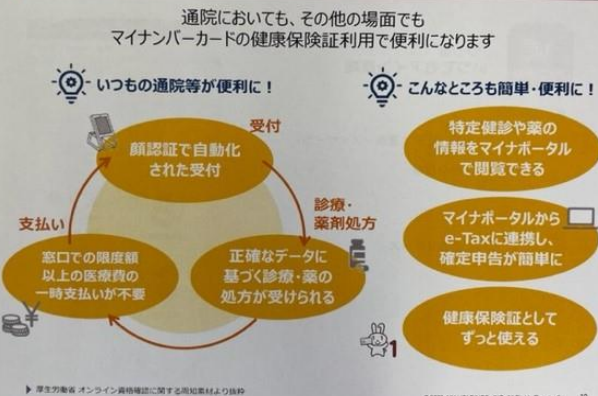 通院においても、その他の場面でも
マイナンバーカードの健康保険証利用で便利になります
いつもの通院等が便利に！
受付
顔認証で自動化
された受付
診療・
薬剤処方
正確なデータに
基づく診療・薬の
処方が受けられる
支払い
窓口での限度額
以上の医療費の
一時支払いが不要
¥
こんなところも簡単・便利に！
特定健診や薬の
情報をマイナポータル
で閲覧できる
マイナポータルから
e-Taxに連携し、
確定申告が簡単に
健康保険証として
ずっと使える
1
▶ 厚生労働省 オンライン資格確認に関する周知素材より抜粋